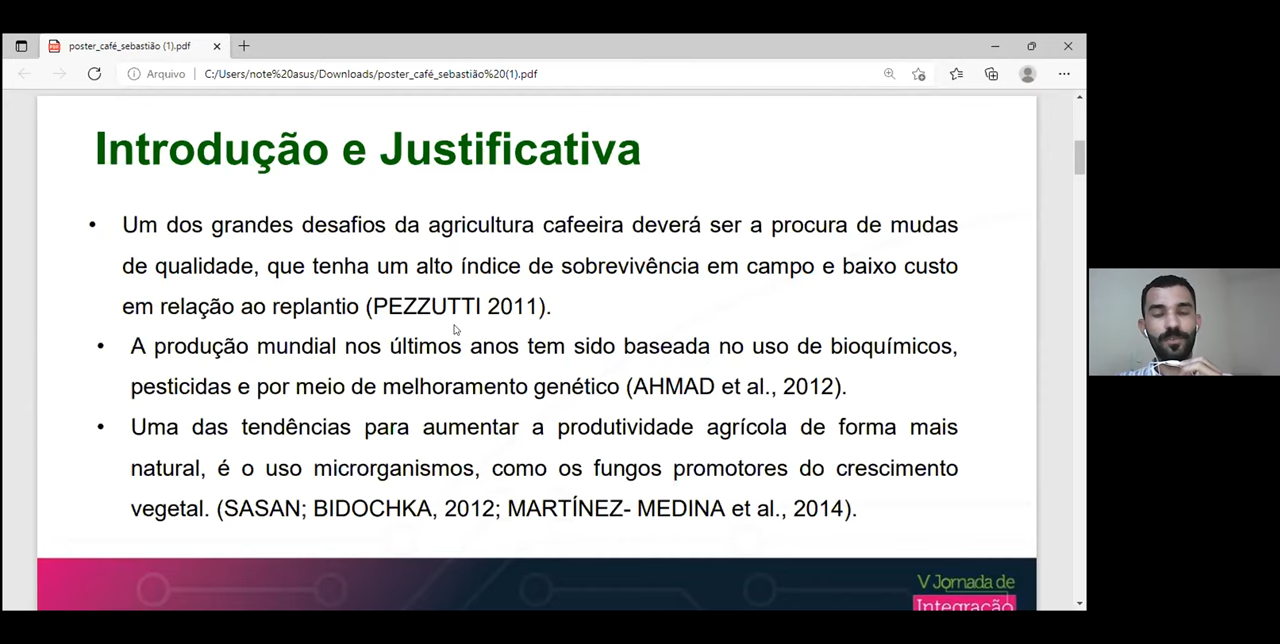 poster_café_sebastião (1).pdf
Arquivo
C:/Users/note%20asus/Downloads/poster_café_sebastião%20(1).pdf
Introdução e Justificativa
• Um dos grandes desafios da agricultura cafeeira deverá ser a procura de mudas
de qualidade, que tenha um alto índice de sobrevivência em campo e baixo custo
em relação ao replantio (PEZZUTTI 2011).
• A produção mundial nos últimos anos tem sido baseada no uso de bioquímicos,
pesticidas e por meio de melhoramento genético (AHMAD et al., 2012).
• Uma das tendências para aumentar a produtividade agrícola de forma mais
natural, é o uso microrganismos, como os fungos promotores do crescimento
vegetal. (SASAN; BIDOCHKA, 2012; MARTÍNEZ- MEDINA et al., 2014).
V Jornada de
Integração